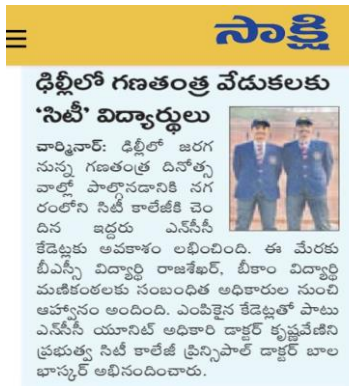 సాక్షి
ఢిల్లీలో గణతంత్ర వేడుకలకు
‘సిటీ’ విద్యార్థులు
చార్మినార్: ఢిల్లీలో జరగ
నున్న గణతంత్ర దినోత్స
వాల్లో పాల్గొనడానికి నగ
రంలోని సిటీ కాలేజీకి చెం
దిన ఇద్దరు ఎన్‌సీసీ
కేడెట్లకు అవకాశం లభించింది. ఈ మేరకు
బీఎస్సీ విద్యార్థి రాజశేఖర్, బీకాం విద్యార్థి
మణికంఠలకు సంబంధిత అధికారుల నుంచి
ఆహ్వానం అందింది. ఎంపికైన కేడెట్లతో పాటు
ఎన్‌సీసీ యూనిట్ అధికారి డాక్టర్ కృష్ణవేణిని
ప్రభుత్వ సిటీ కాలేజీ ప్రిన్సిపాల్ డాక్టర్ బాల
భాస్కర్ అభినందించారు.